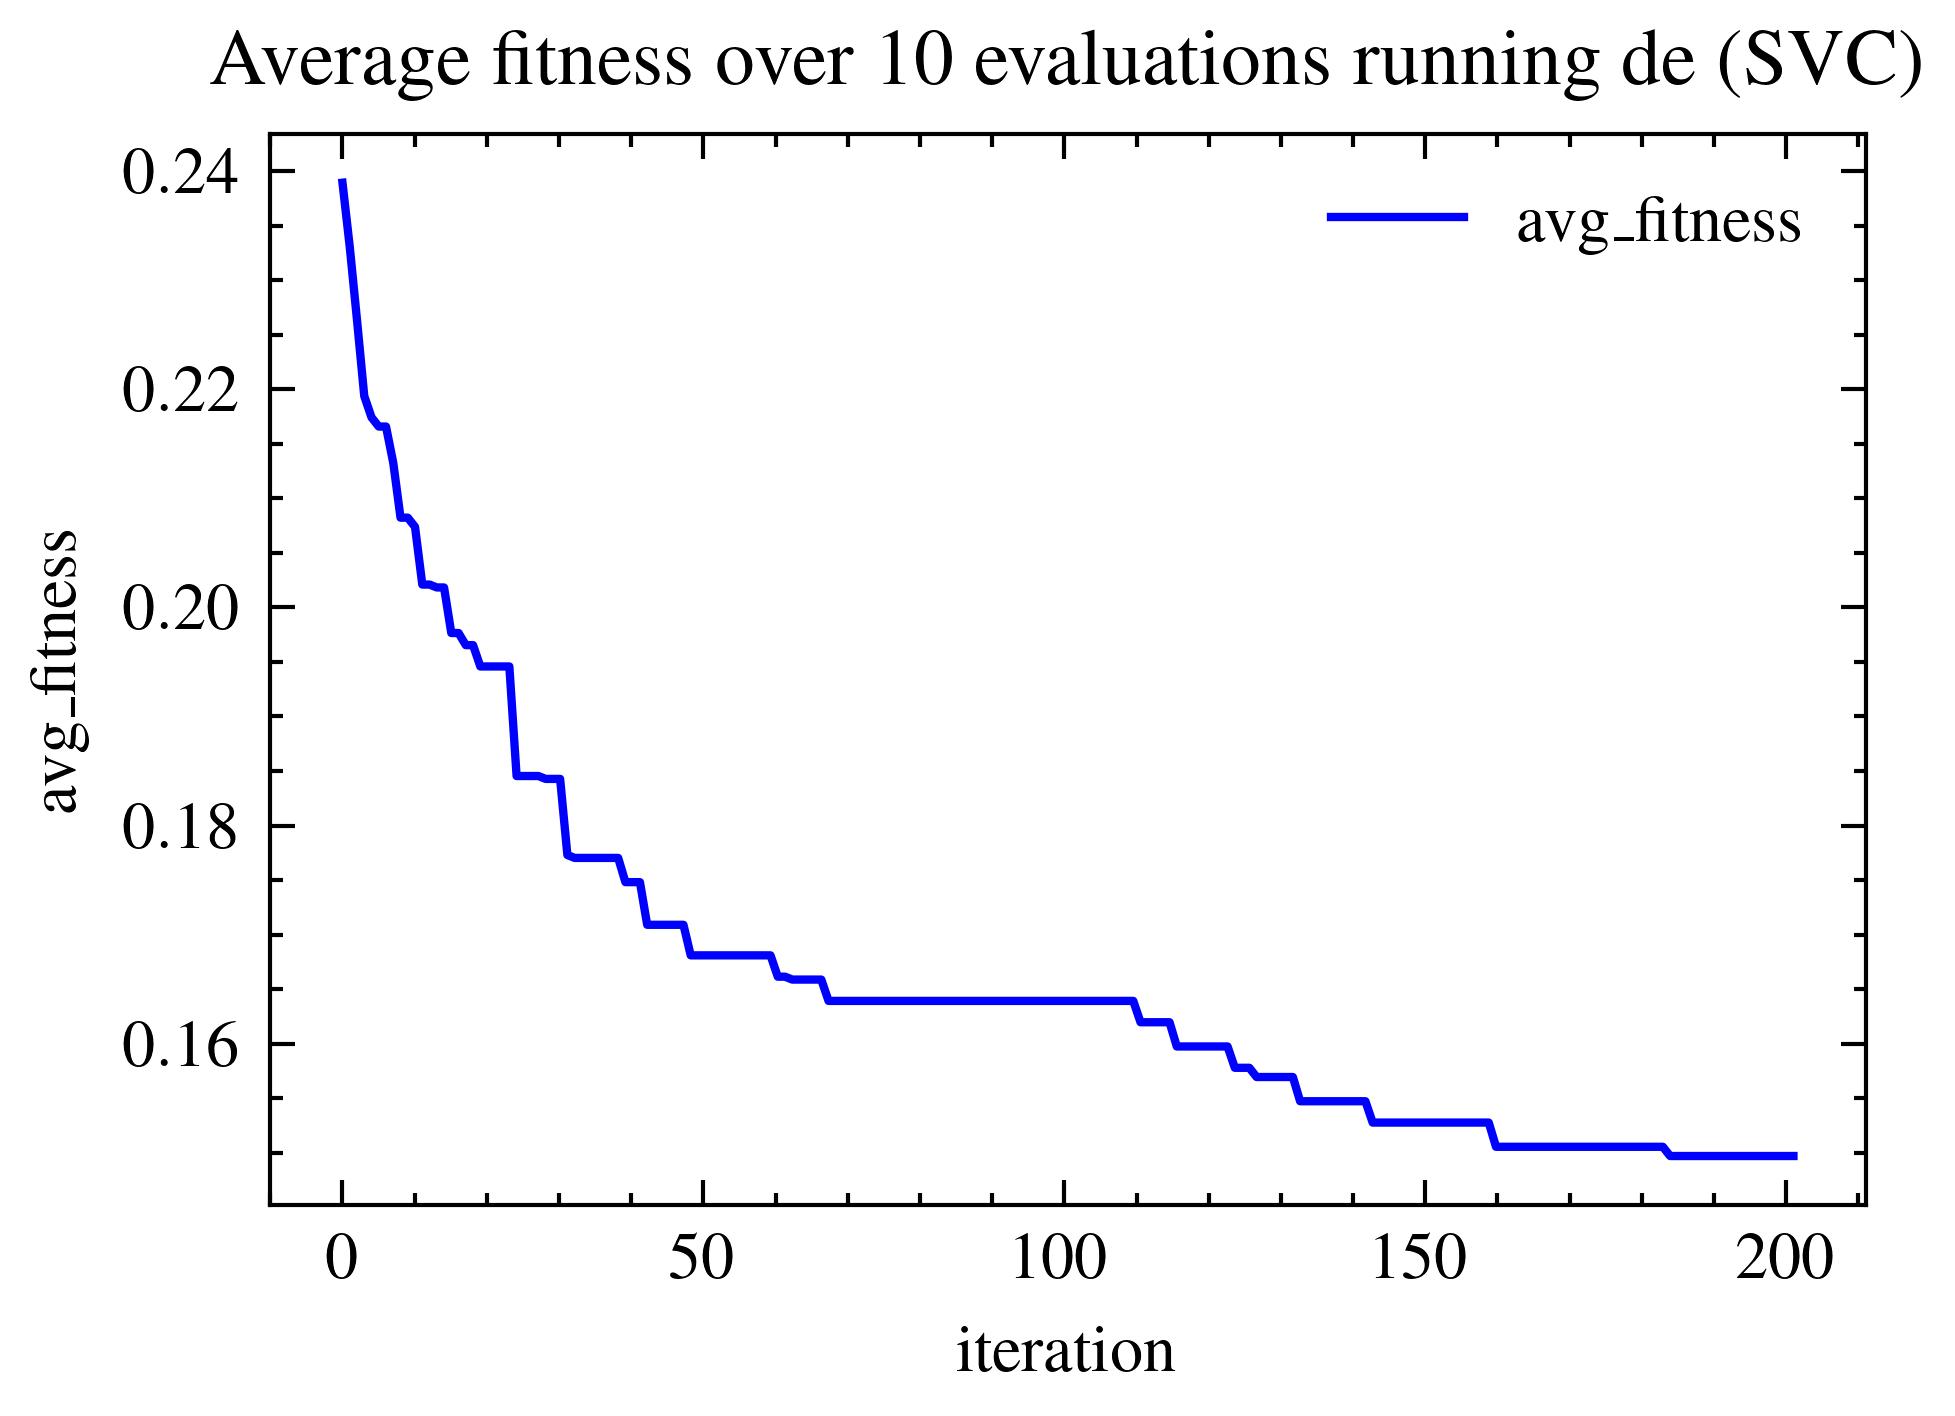 Average fitness over 10 evaluations running de (SVC)
avg_fitness
0.24
0.22
0.20
0.18
0.16
avg_fitness
0
50
100
150
200
iteration